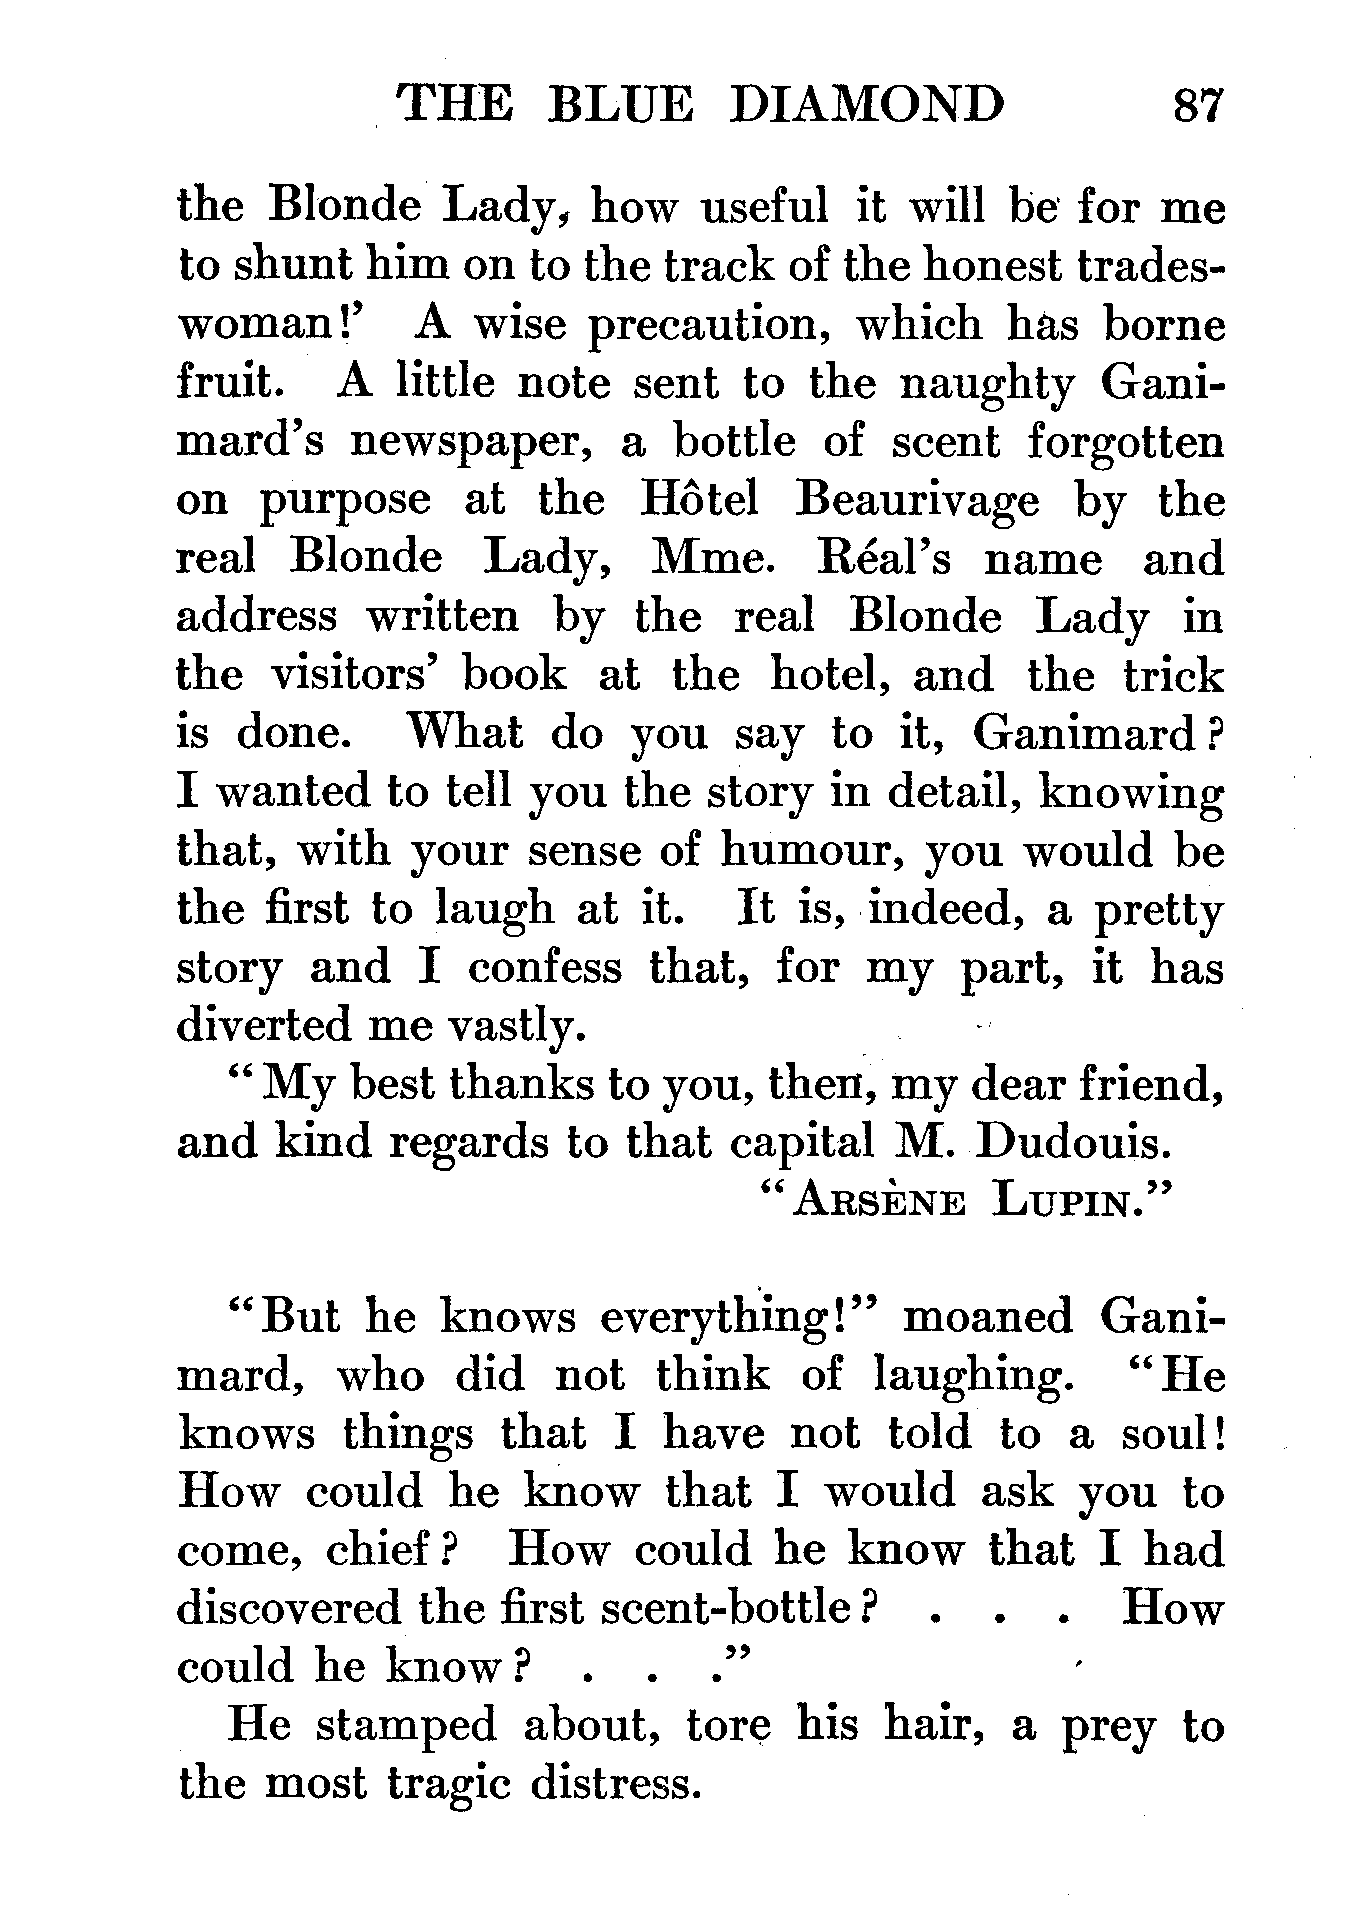 THE BLUE DIAMOND 87
the Blonde Lady, how useful it will be for me
to shunt him on to the track of the honest trades-
woman!’ A wise precaution, which has borne
fruit. A little note sent to the naughty Gani-
mard’s newspaper, a bottle of scent forgotten
on purpose at the Hôtel Beaurivage by the
real Blonde Lady, Mme. Réal’s name and
address written by the real Blonde Lady in
the visitors’ book at the hotel, and the trick
is done. What do you say to it, Ganimard?
I wanted to tell you the story in detail, knowing
that, with your sense of humour, you would be
the first to laugh at it. It is, indeed, a pretty
story and I confess that, for my part, it has
diverted me vastly.
“My best thanks to you, then, my dear friend,
and kind regards to that capital M. Dudouis.
“ARSÈNE LUPIN.”
“But he knows everything!” moaned Gani-
mard, who did not think of laughing. “He
knows things that I have not told to a soul!
How could he know that I would ask you to
come, chief? How could he know that I had
discovered the first scent-bottle? . . . How
could he know? . . .”
He stamped about, tore his hair, a prey to
the most tragic distress.